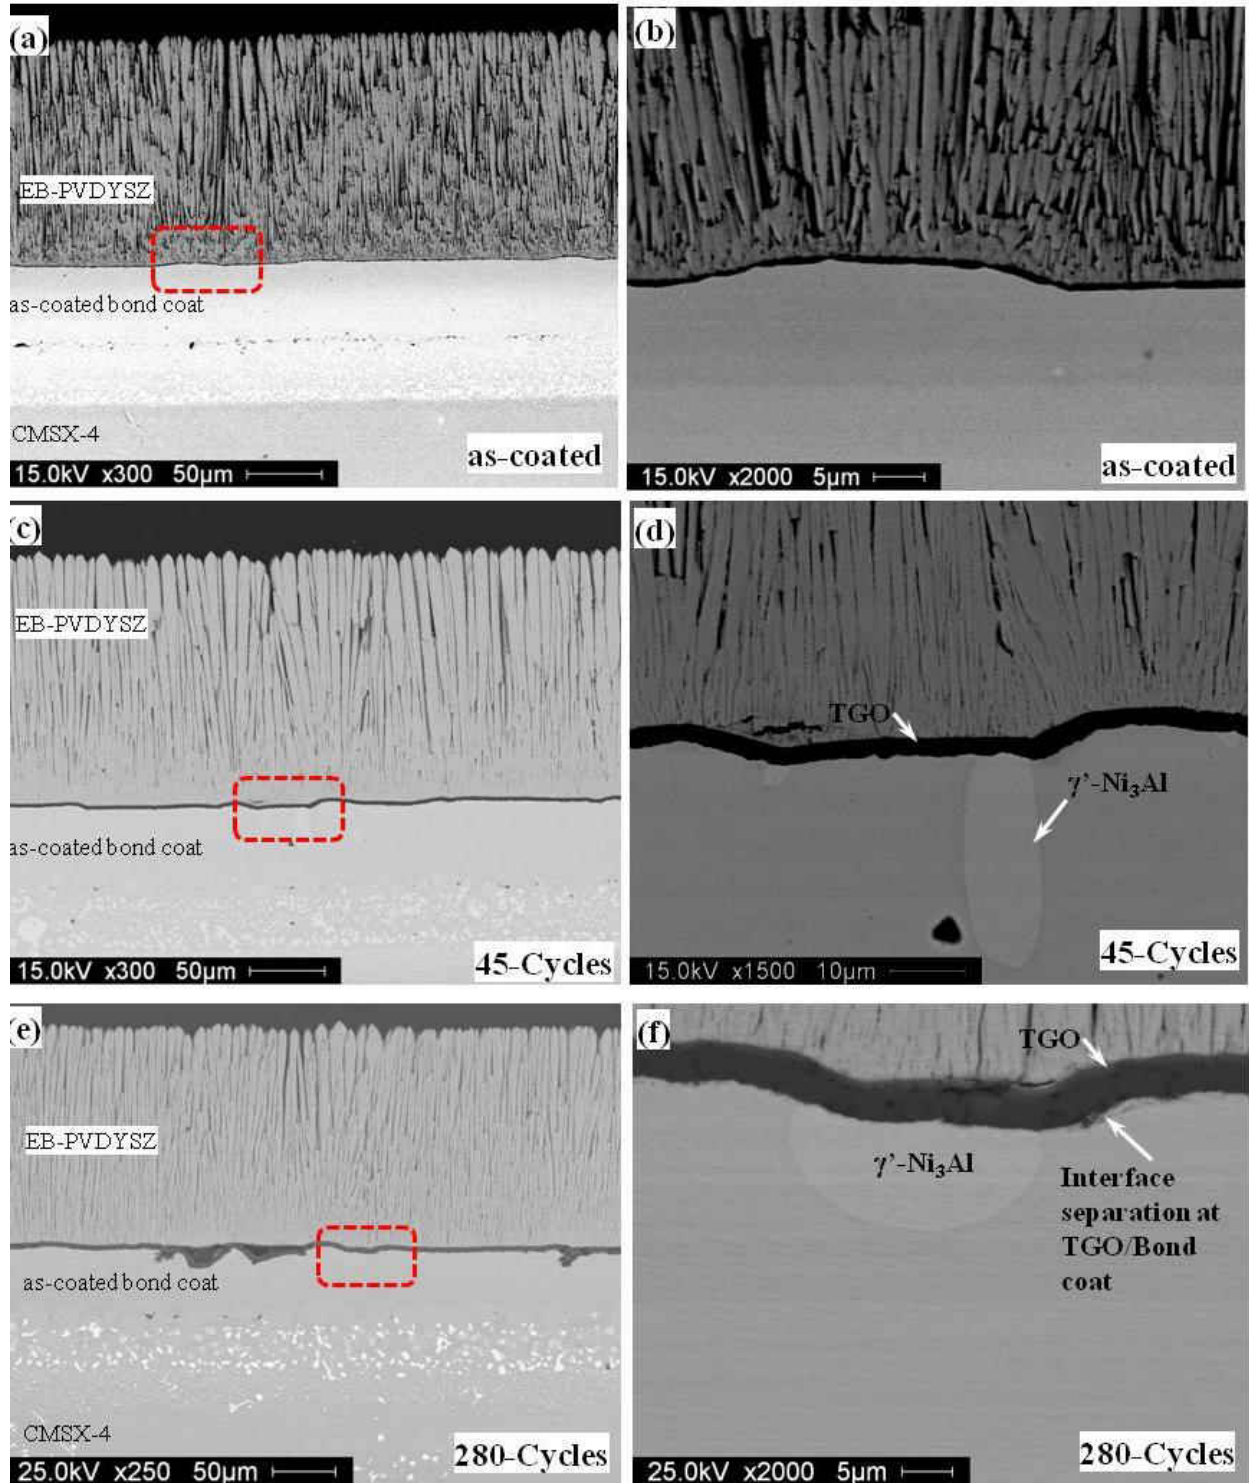 (a)
EB-PVDYSZ
as-coated bond coat
CMSX-4
as-coated
15.0kV x300 50µm
(b)
as-coated
15.0kV x2000 5µm
(c)
EB-PVDYSZ
as-coated bond coat
45-Cycles
15.0kV x300 50µm
(d)
TGO
γ’-Ni₃Al
45-Cycles
15.0kV x1500 10µm
(e)
EB-PVDYSZ
as-coated bond coat
CMSX-4
280-Cycles
25.0kV x250 50µm
(f)
TGO
γ’-Ni₃Al
Interface
separation at
TGO/Bond
coat
280-Cycles
25.0kV x2000 5µm